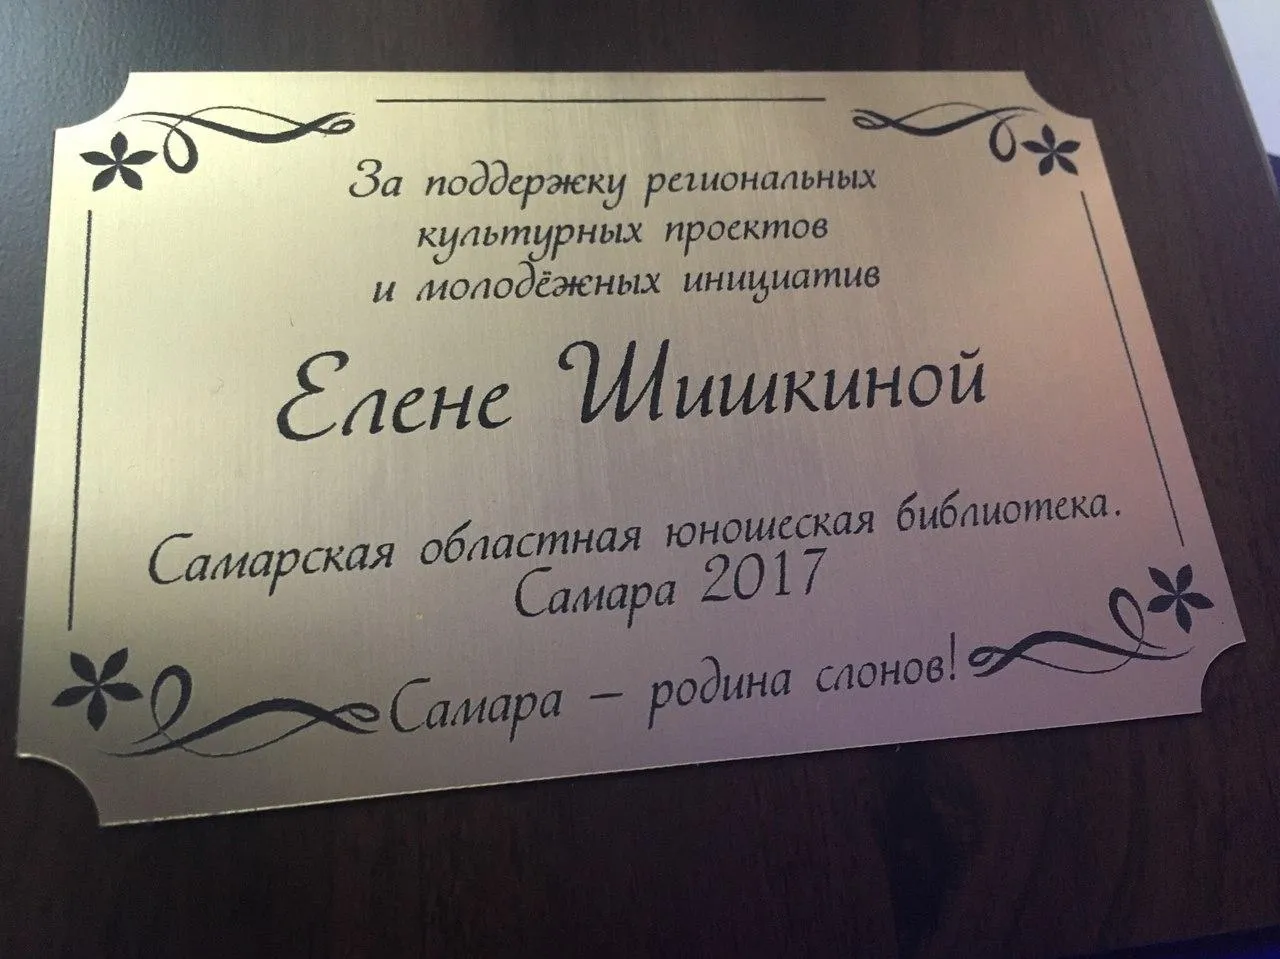 За поддержку региональных
культурных проектов
и молодёжных инициатив
Елене Шишкиной
Самарская областная юношеская библиотека.
Самара 2017
Самара – родина слонов!